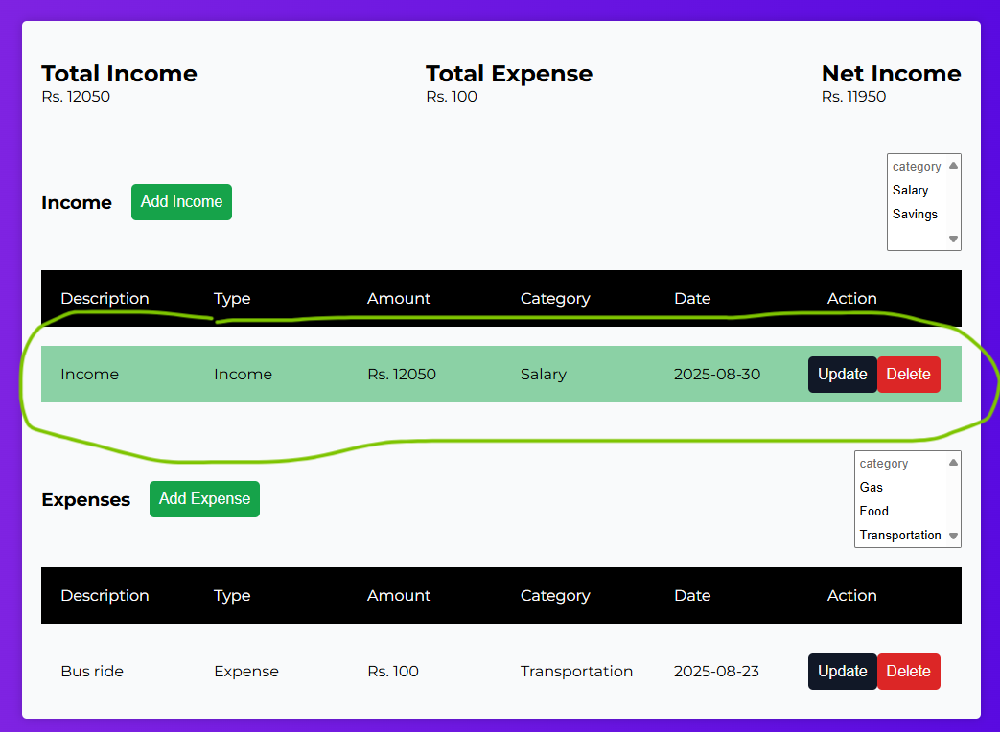 Total Income Total Expense Net Income
Rs. 12050 Rs. 100 Rs. 11950
category
Salary
Savings
Income Add Income
Description Type Amount Category Date Action
Income Income Rs. 12050 Salary 2025-08-30 Update Delete
category
Gas
Food
Transportation
Expenses Add Expense
Description Type Amount Category Date Action
Bus ride Expense Rs. 100 Transportation 2025-08-23 Update Delete